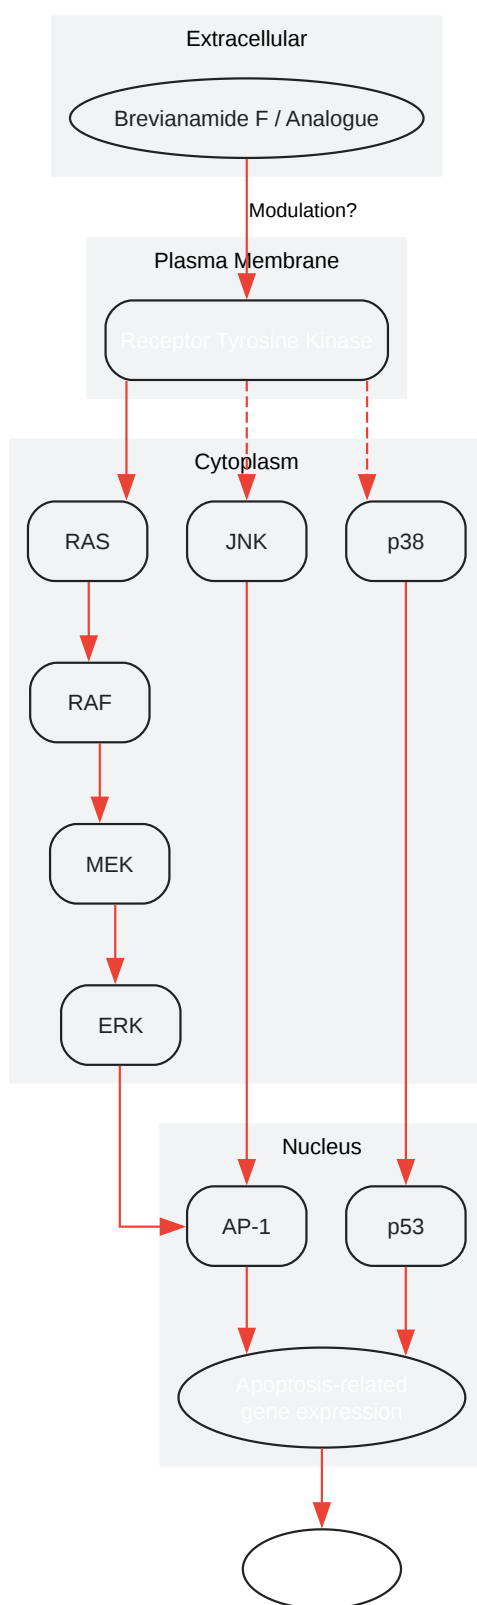 Extracellular
Brevianamide F / Analogue
Modulation?
Plasma Membrane
Receptor Tyrosine Kinase
Cytoplasm
RAS
JNK
p38
RAF
MEK
ERK
Nucleus
AP-1
p53
Apoptosis-related
gene expression